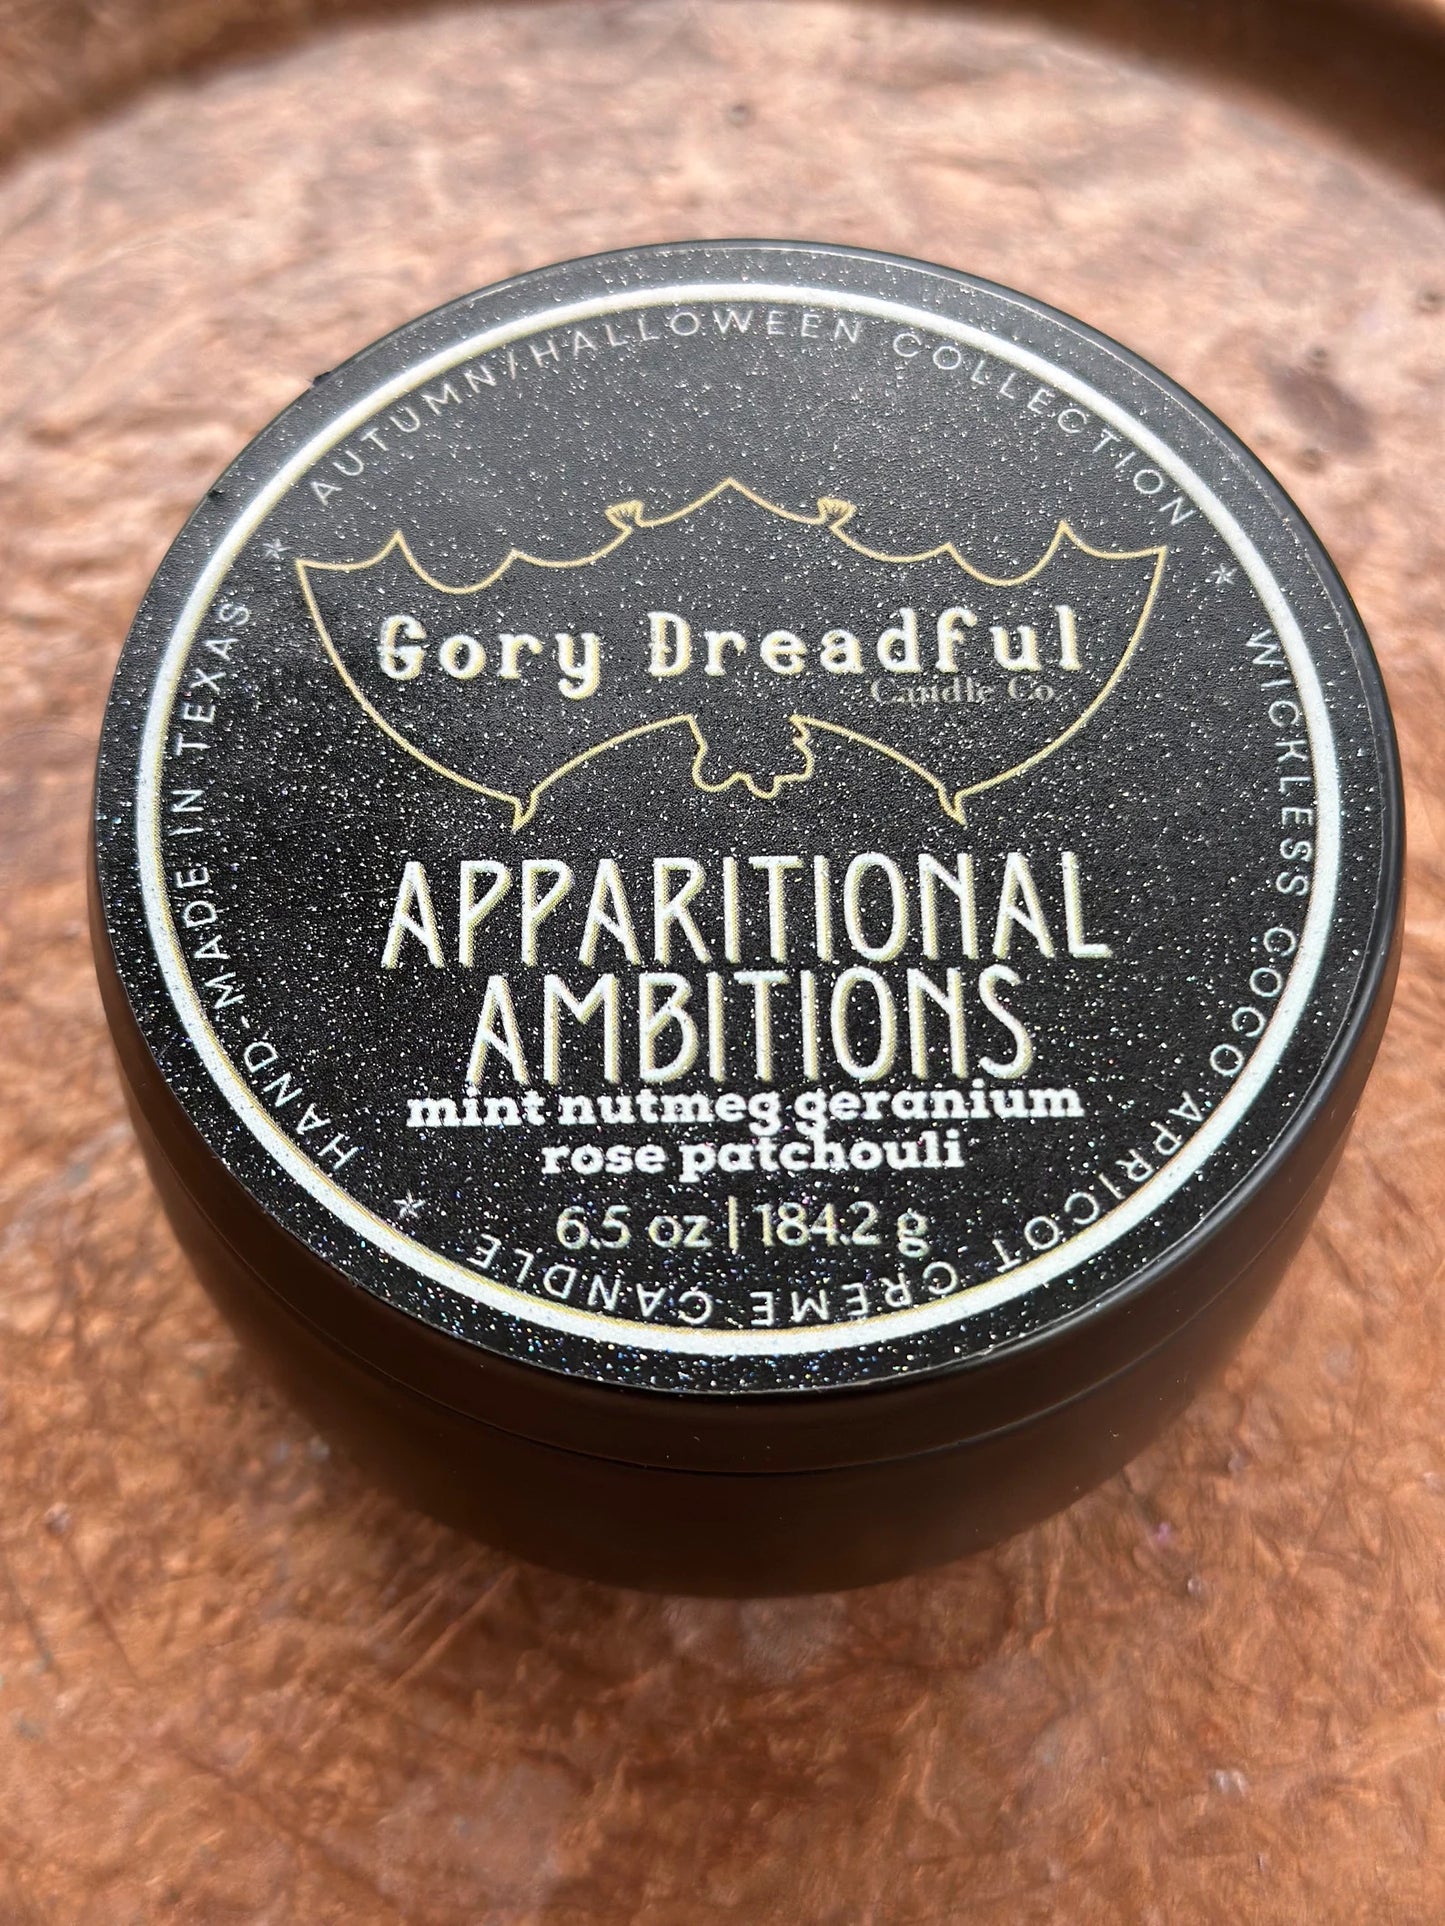 AUTUMN/HALLOWEEN COLLECTION
Gory Dreadful
Candle Co
APPARITIONAL
AMBITIONS
mint nutmeg geranium
rose patchouli
6.5 oz | 184.2 g
* WICKLESS COCO APRICOT CREME CANDLE *
HAND-MADE IN TEXAS *